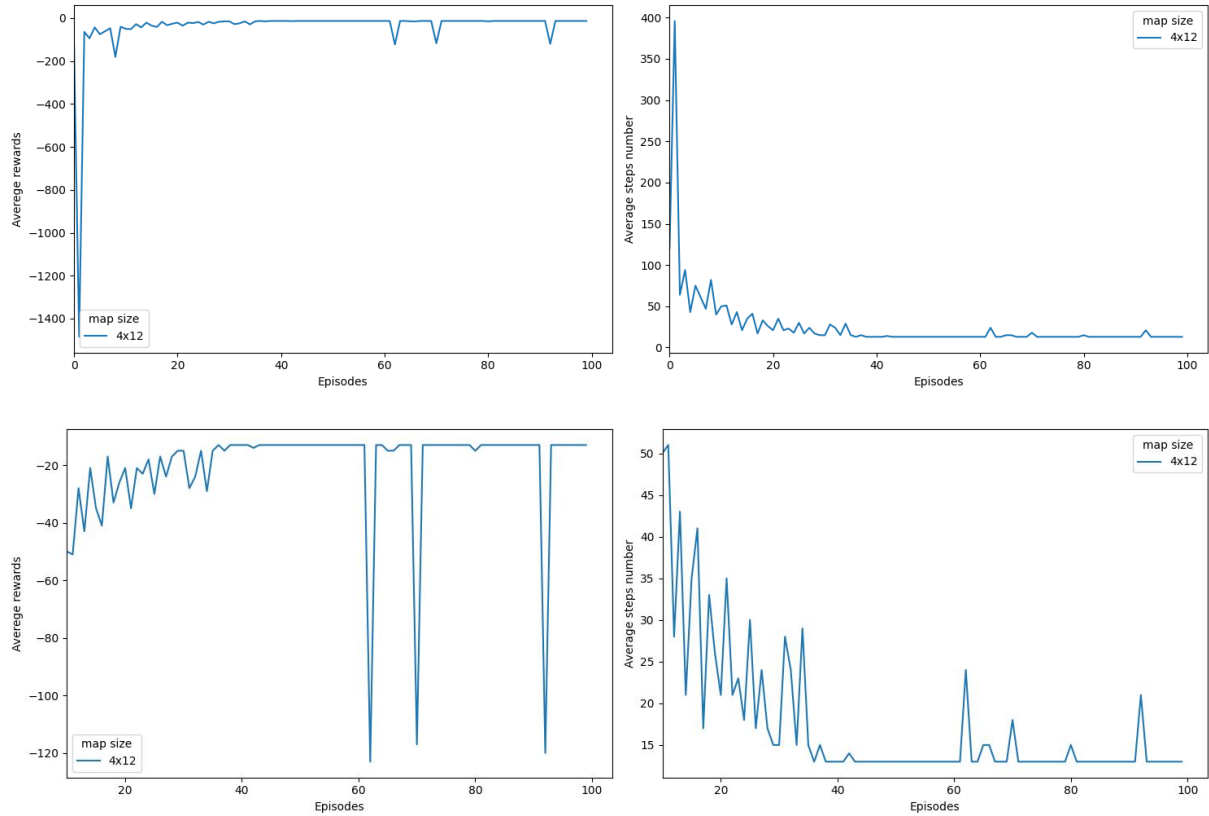 0
−200
−400
−600
−800
−1000
−1200
−1400
Averege rewards
map size
4x12
0 20 40 60 80 100
Episodes
400
350
300
250
200
150
100
50
0
Average steps number
map size
4x12
0 20 40 60 80 100
Episodes
−20
−40
−60
−80
−100
−120
Averege rewards
map size
4x12
20 40 60 80 100
Episodes
50
45
40
35
30
25
20
15
Average steps number
map size
4x12
20 40 60 80 100
Episodes